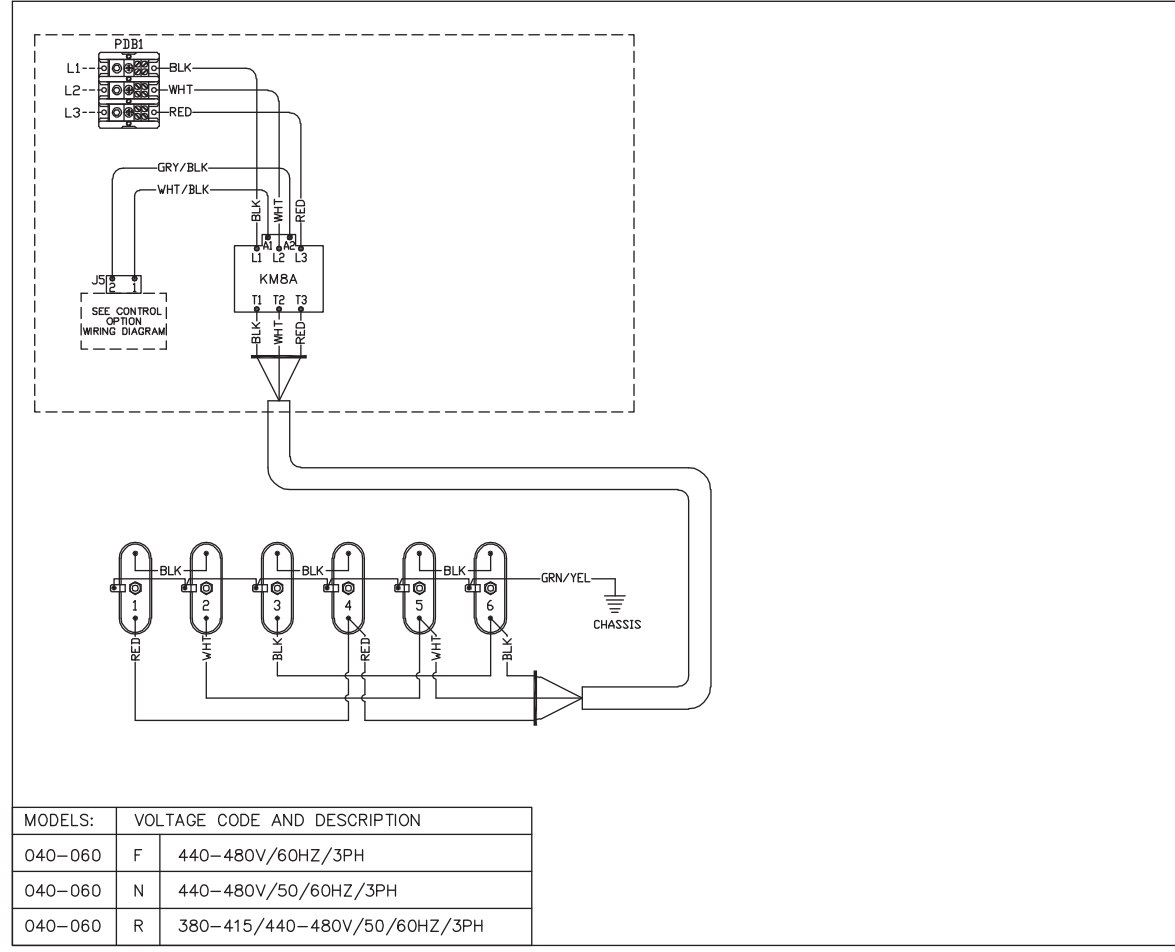 PDB1
L1
BLK
L2
WHT
L3
RED
GRY/BLK
WHT/BLK
BLK
WHT
RED
A1 A2
L1 L2 L3
KM8A
T1 T2 T3
J5
2 1
SEE CONTROL
OPTION
WIRING DIAGRAM
BLK
WHT
RED
BLK
BLK
BLK
GRN/YEL
1
2
3
4
5
6
CHASSIS
RED
WHT
BLK
RED
WHT
BLK
MODELS: VOLTAGE CODE AND DESCRIPTION
040-060 F 440-480V/60HZ/3PH
040-060 N 440-480V/50/60HZ/3PH
040-060 R 380-415/440-480V/50/60HZ/3PH